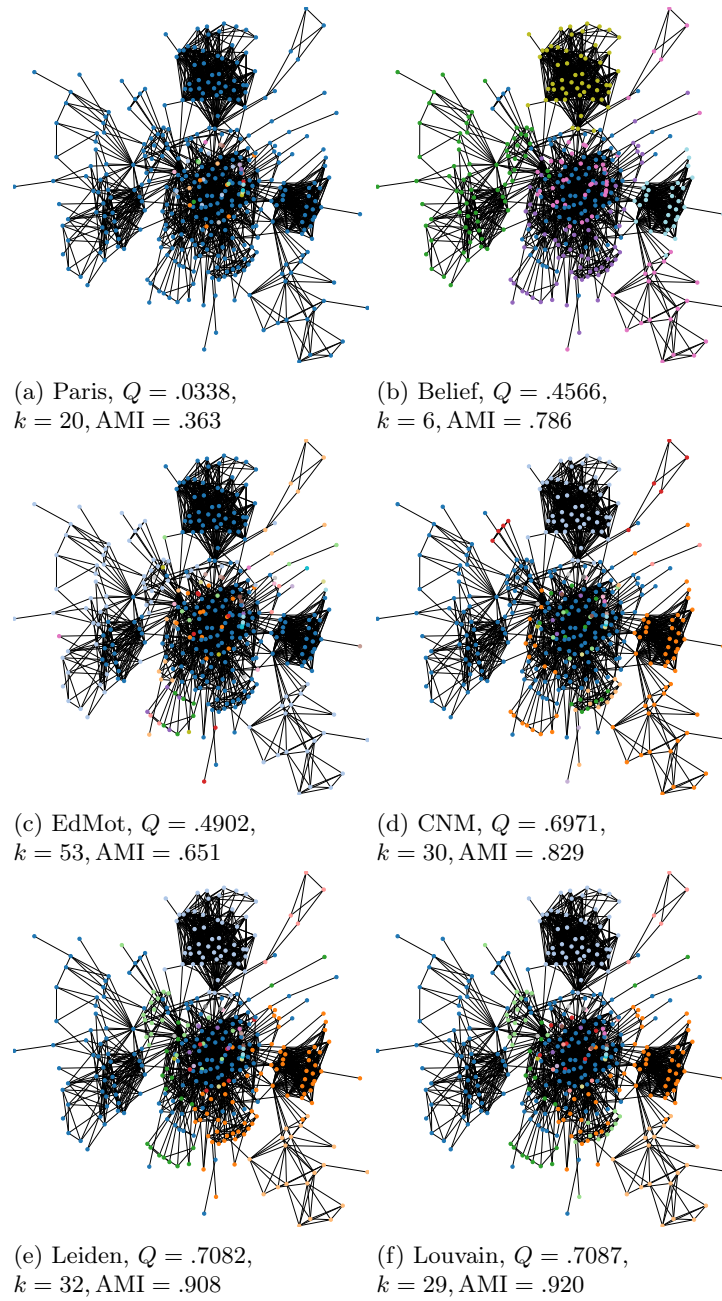 (a) Paris, Q = .0338,
k = 20, AMI = .363
(b) Belief, Q = .4566,
k = 6, AMI = .786
(c) EdMot, Q = .4902,
k = 53, AMI = .651
(d) CNM, Q = .6971,
k = 30, AMI = .829
(e) Leiden, Q = .7082,
k = 32, AMI = .908
(f) Louvain, Q = .7087,
k = 29, AMI = .920